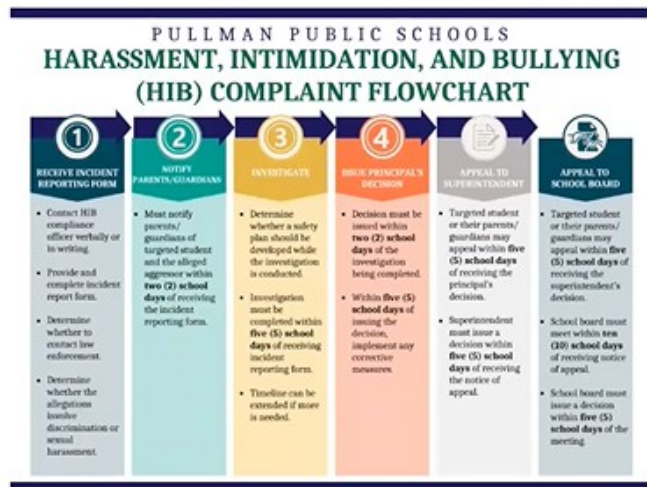 PULLMAN PUBLIC SCHOOLS
HARASSMENT, INTIMIDATION, AND BULLYING
(HIB) COMPLAINT FLOWCHART
1
RECEIVE INCIDENT
REPORTING FORM
• Contact HIB
compliance
officer verbally or
in writing.
• Provide and
complete incident
report form.
• Determine
whether to
contact law
enforcement.
• Determine
whether the
allegations
involve
discrimination or
sexual
harassment.
2
NOTIFY
PARENTS/GUARDIANS
• Must notify
parents/
guardians of
targeted student
and the alleged
aggressor within
two (2) school
days of receiving
the incident
reporting form.
3
INVESTIGATE
• Determine
whether a safety
plan should be
developed while
the investigation
is conducted.
• Investigation
must be
completed within
five (5) school
days of receiving
incident
reporting form.
• Timeline can be
extended if more
is needed.
4
ISSUE PRINCIPAL'S
DECISION
• Decision must be
issued within
two (2) school
days of the
investigation
being completed.
• Within five (5)
school days of
issuing the
decision,
implement any
corrective
measures.
APPEAL TO
SUPERINTENDENT
• Targeted student
or their parents/
guardians may
appeal within five
(5) school days of
receiving the
principal's
decision.
• Superintendent
must issue a
decision within
five (5) school
days of receiving
the notice of
appeal.
APPEAL TO
SCHOOL BOARD
• Targeted student
or their parents/
guardians may
appeal within five
(5) school days of
receiving the
superintendent's
decision.
• School board must
meet within ten
(10) school days
of receiving notice
of appeal.
• School board must
issue a decision
within five (5)
school days of the
meeting.